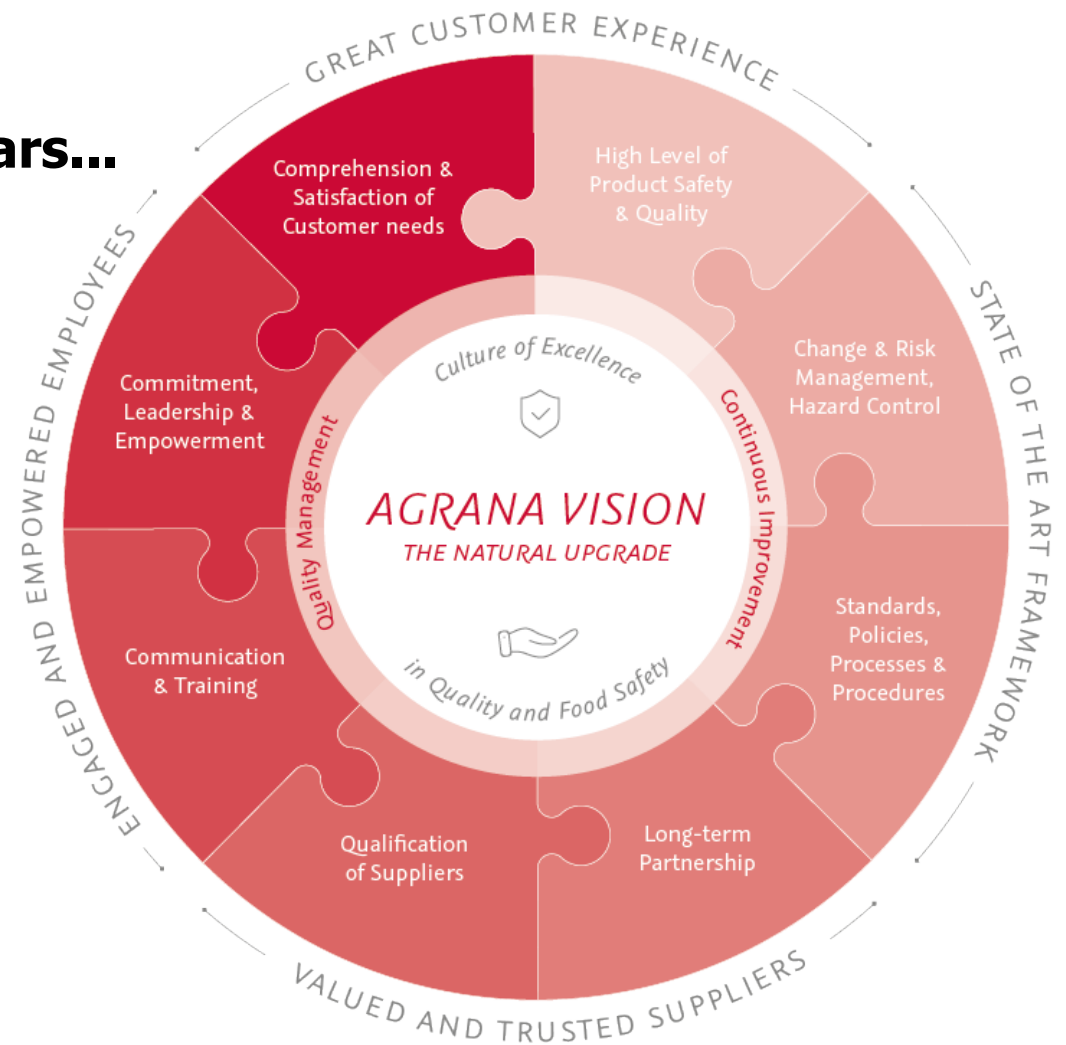 GREAT CUSTOMER EXPERIENCE
ars...
Comprehension &
Satisfaction of
Customer needs
High Level of
Product Safety
& Quality
STATE OF THE ART FRAMEWORK
Change & Risk
Management,
Hazard Control
Standards,
Policies,
Processes &
Procedures
VALUED AND TRUSTED SUPPLIERS
Long-term
Partnership
Qualification
of Suppliers
ENGAGED AND EMPOWERED EMPLOYEES
Communication
& Training
Commitment,
Leadership &
Empowerment
Quality Management
Continuous Improvement
Culture of Excellence
AGRANA VISION
THE NATURAL UPGRADE
in Quality and Food Safety